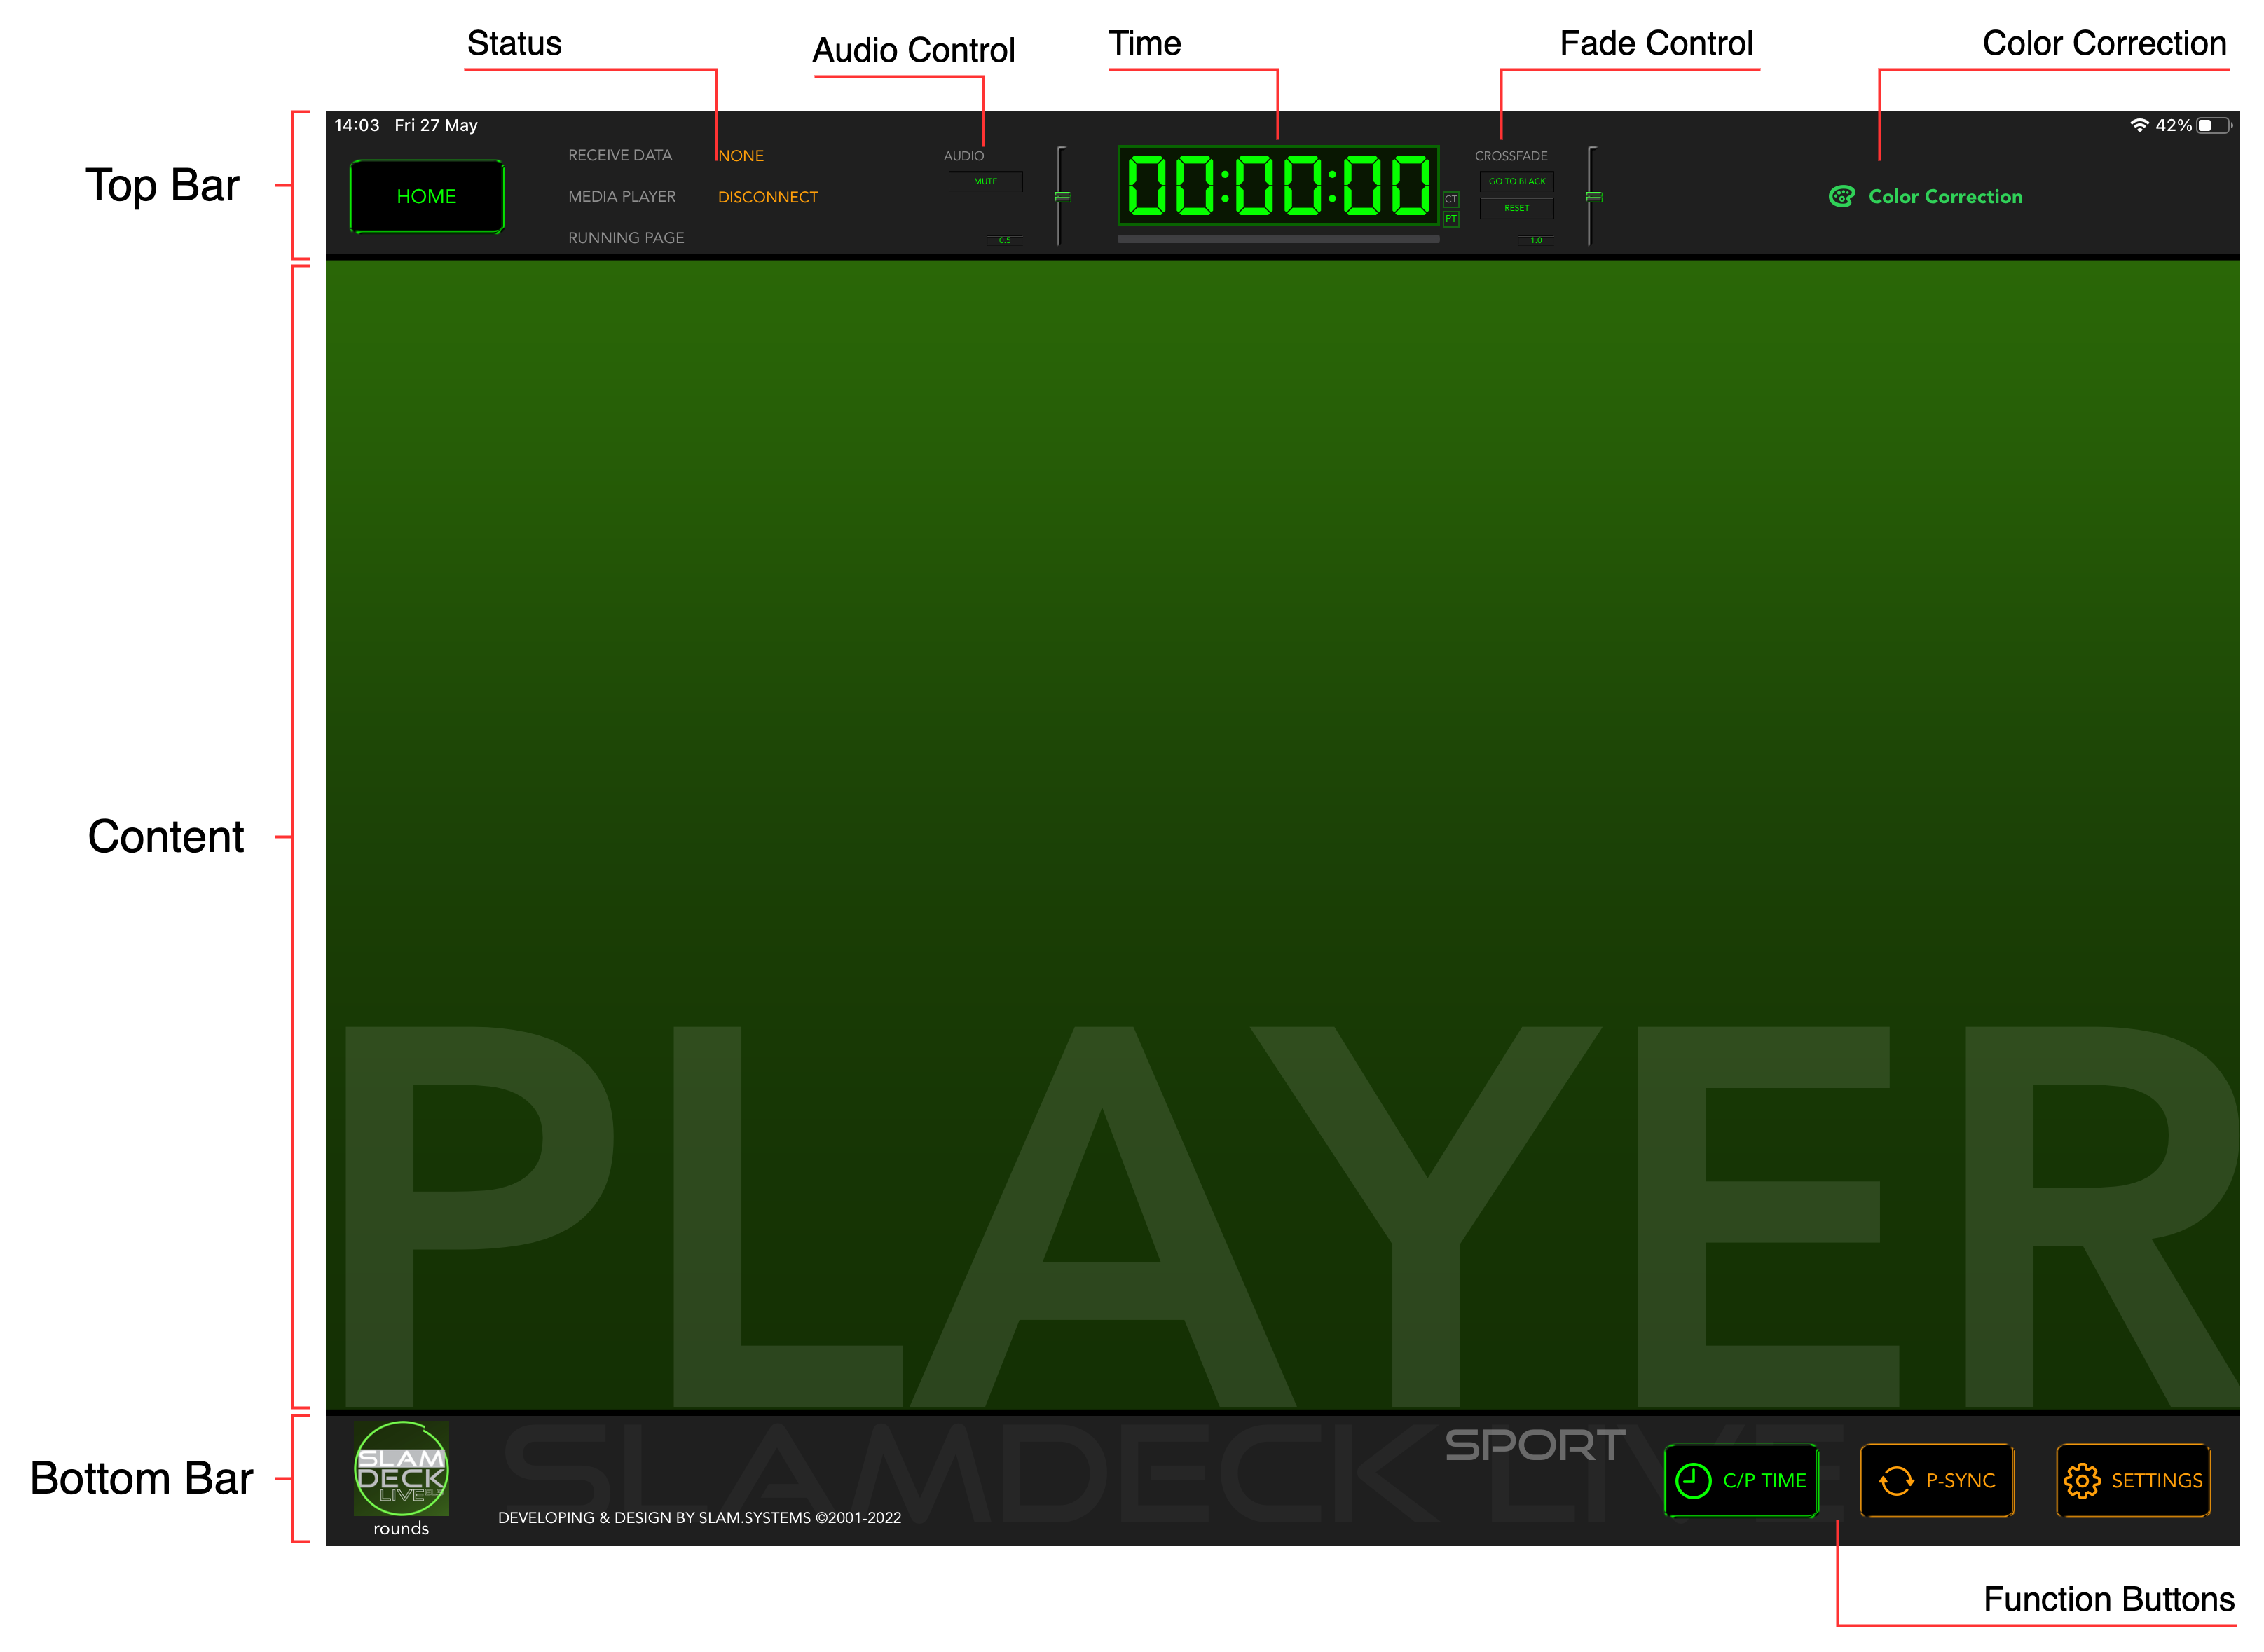 Status
Audio Control
Time
Fade Control
Color Correction
Top Bar
14:03 Fri 27 May
42%
HOME
RECEIVE DATA NONE
MEDIA PLAYER DISCONNECT
RUNNING PAGE
AUDIO
MUTE
0.5
00:00:00
CT
PT
CROSSFADE
GO TO BLACK
RESET
1.0
Color Correction
Content
PLAYER
Bottom Bar
SLAM
DECK
LIVE
rounds
SLAMDECK LIVE
SPORT
DEVELOPING & DESIGN BY SLAM.SYSTEMS ©2001-2022
C/P TIME
P-SYNC
SETTINGS
Function Buttons